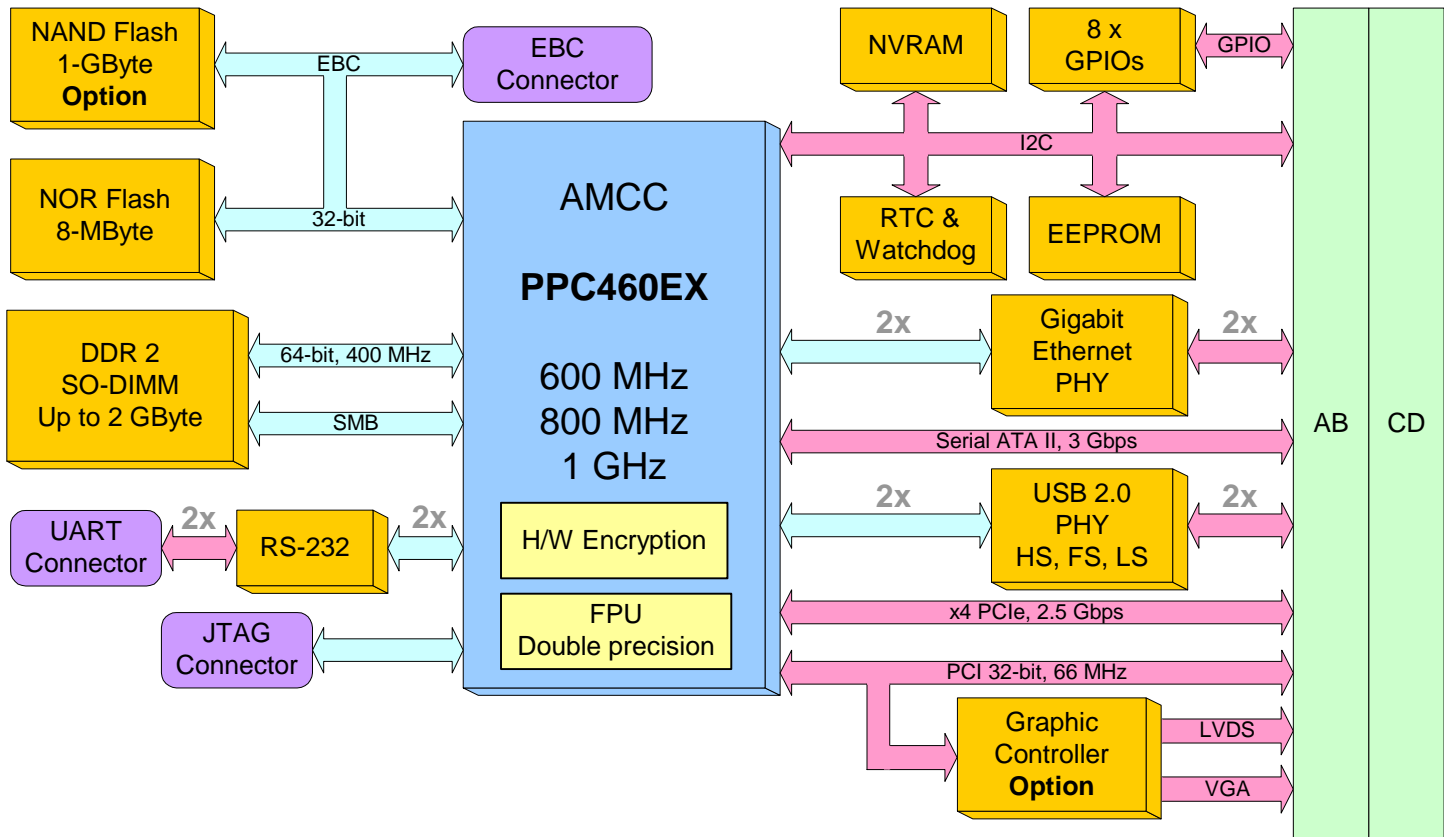 NAND Flash
1-GByte
Option
EBC
EBC
Connector
NOR Flash
8-MByte
32-bit
DDR 2
SO-DIMM
Up to 2 GByte
64-bit, 400 MHz
SMB
UART
Connector
2x
RS-232
2x
JTAG
Connector
AMCC
PPC460EX
600 MHz
800 MHz
1 GHz
H/W Encryption
FPU
Double precision
NVRAM
8 x
GPIOs
GPIO
I2C
RTC &
Watchdog
EEPROM
2x
Gigabit
Ethernet
PHY
2x
Serial ATA II, 3 Gbps
2x
USB 2.0
PHY
HS, FS, LS
2x
x4 PCIe, 2.5 Gbps
PCI 32-bit, 66 MHz
Graphic
Controller
Option
LVDS
VGA
AB
CD